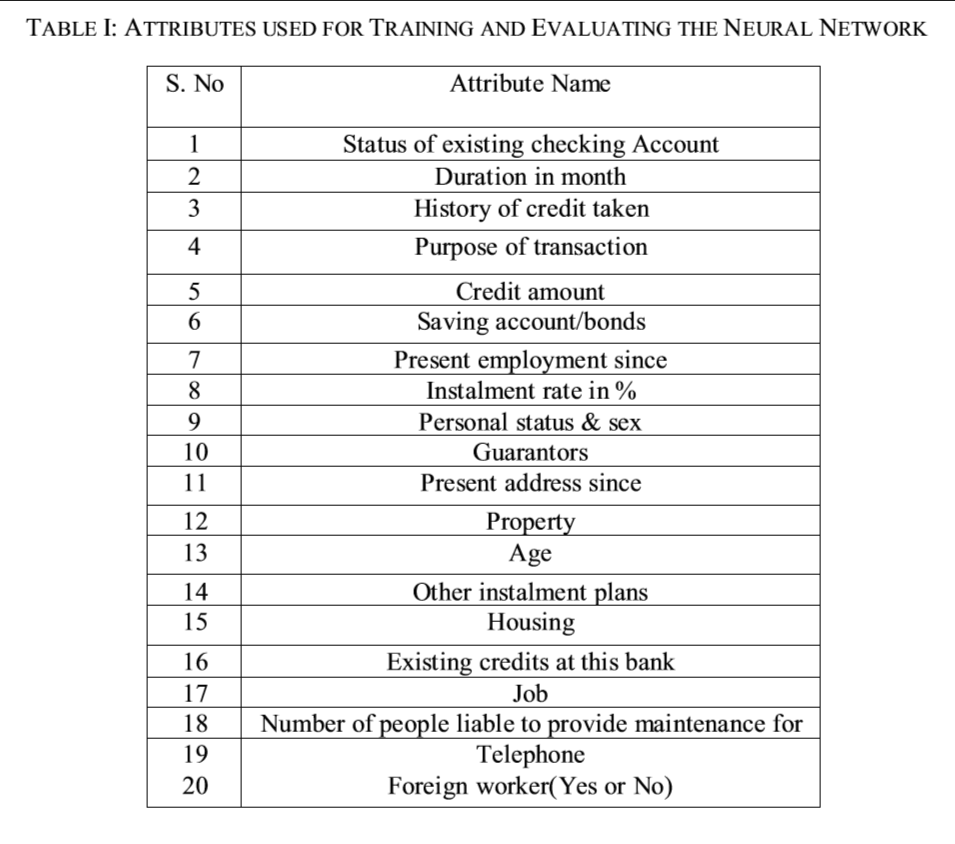 TABLE I: ATTRIBUTES USED FOR TRAINING AND EVALUATING THE NEURAL NETWORK
S. No Attribute Name
1 Status of existing checking Account
2 Duration in month
3 History of credit taken
4 Purpose of transaction
5 Credit amount
6 Saving account/bonds
7 Present employment since
8 Instalment rate in %
9 Personal status & sex
10 Guarantors
11 Present address since
12 Property
13 Age
14 Other instalment plans
15 Housing
16 Existing credits at this bank
17 Job
18 Number of people liable to provide maintenance for
19 Telephone
20 Foreign worker(Yes or No)